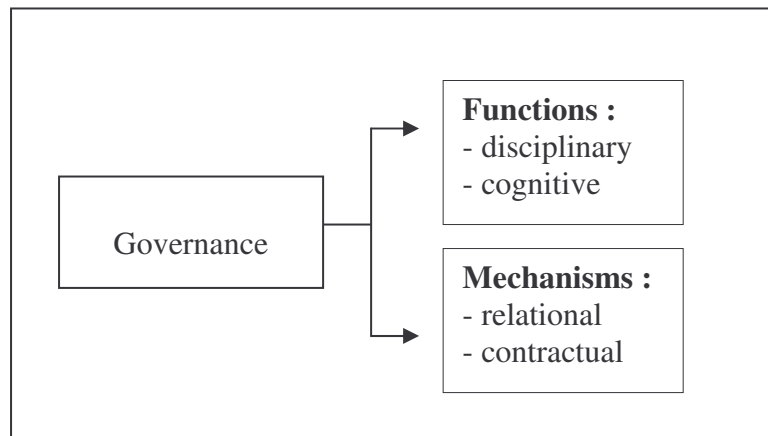 Governance
Functions :
- disciplinary
- cognitive
Mechanisms :
- relational
- contractual